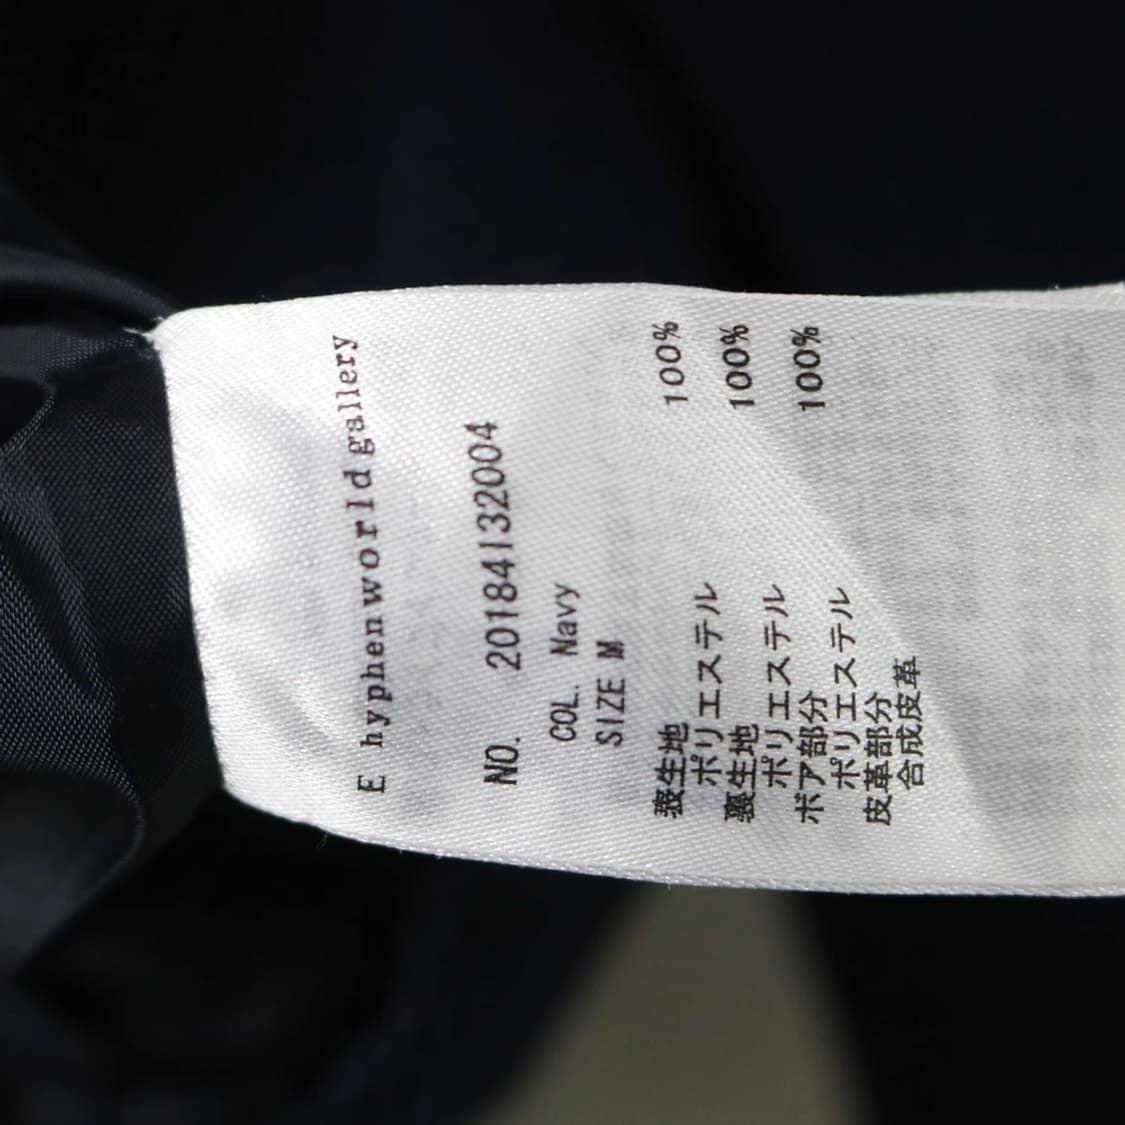 E hyphen world gallery
NO. 20184132004
COL. Navy
SIZE M
表生地
ポリエステル 100%
裏生地
ポリエステル 100%
ボア部分
ポリエステル 100%
皮革部分
合成皮革